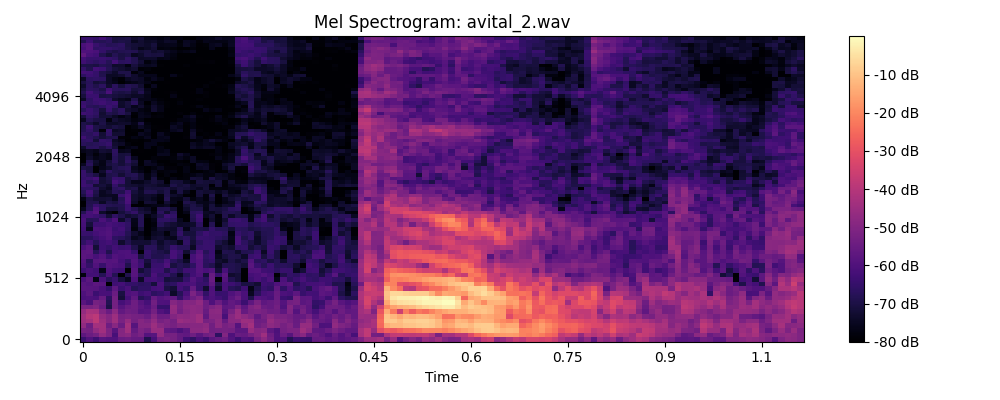 Mel Spectrogram: avital_2.wav
Hz
4096
2048
1024
512
0
0 0.15 0.3 0.45 0.6 0.75 0.9 1.1
Time
-10 dB
-20 dB
-30 dB
-40 dB
-50 dB
-60 dB
-70 dB
-80 dB